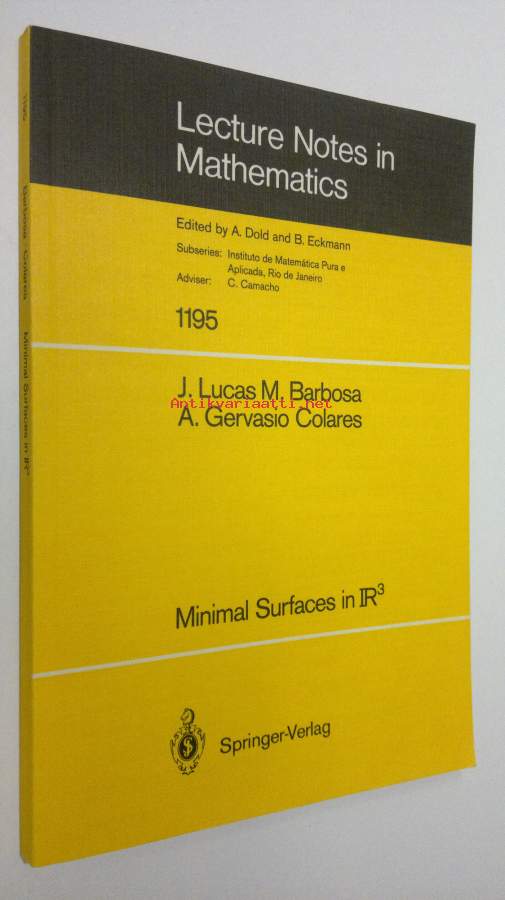 Lecture Notes in
Mathematics
Edited by A. Dold and B. Eckmann
Subseries: Instituto de Matemática Pura e
Aplicada, Rio de Janeiro
Adviser: C. Camacho
1195
J. Lucas M. Barbosa
Antikvariaatti.net
A. Gervasio Colares
Minimal Surfaces in ℝ³
Springer-Verlag
1195 Barbosa Colares Minimal Surfaces in ℝ³